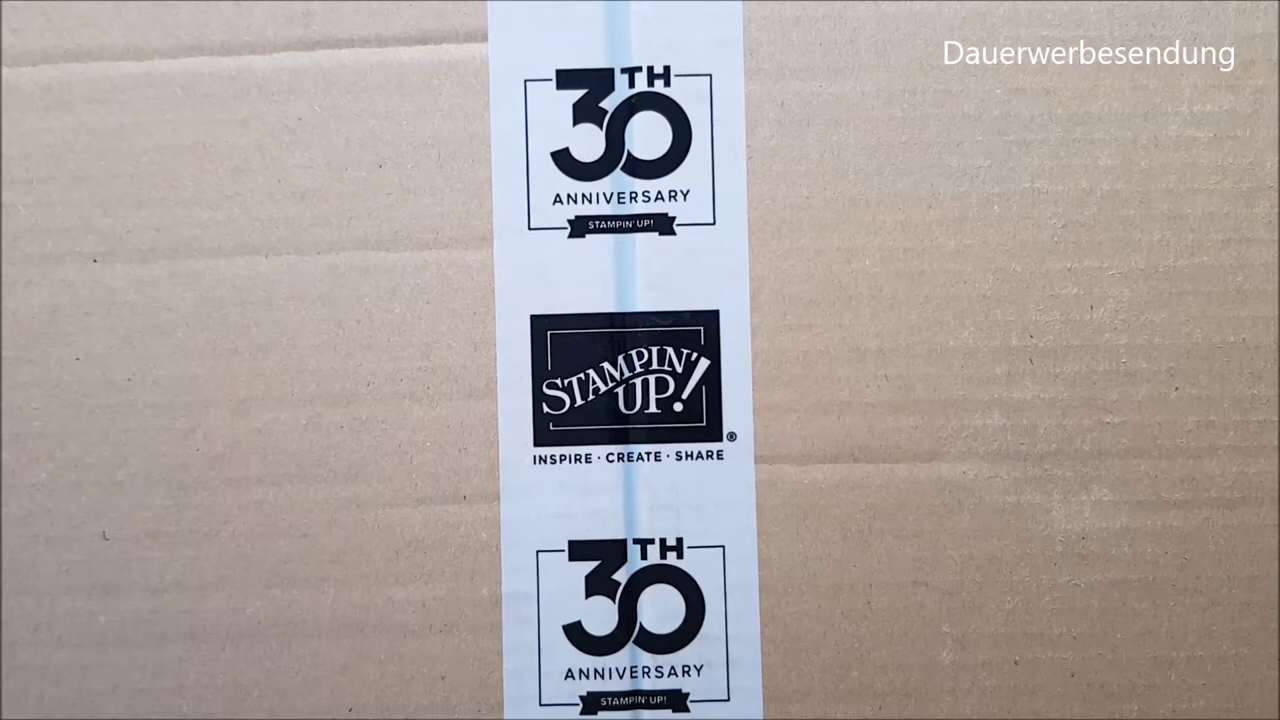 Dauerwerbesendung
30TH
ANNIVERSARY
STAMPIN' UP!
STAMPIN'
UP!®
INSPIRE · CREATE · SHARE
30TH
ANNIVERSARY
STAMPIN' UP!